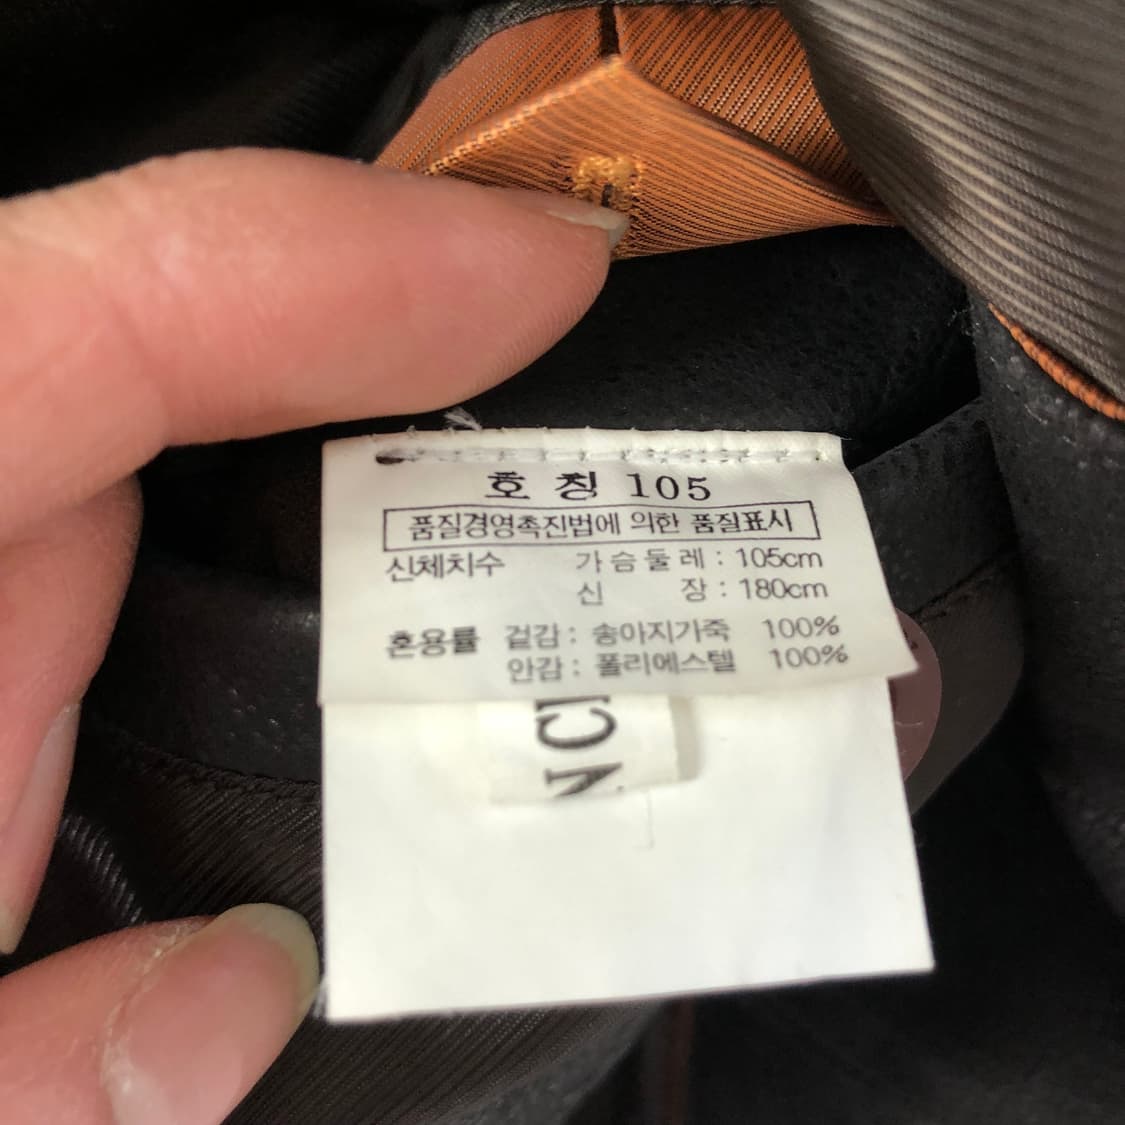 호 칭 105
품질경영촉진법에 의한 품질표시
신체치수 가슴둘레 : 105cm
신 장 : 180cm
혼용률 겉감 : 송아지가죽 100%
안감 : 폴리에스텔 100%